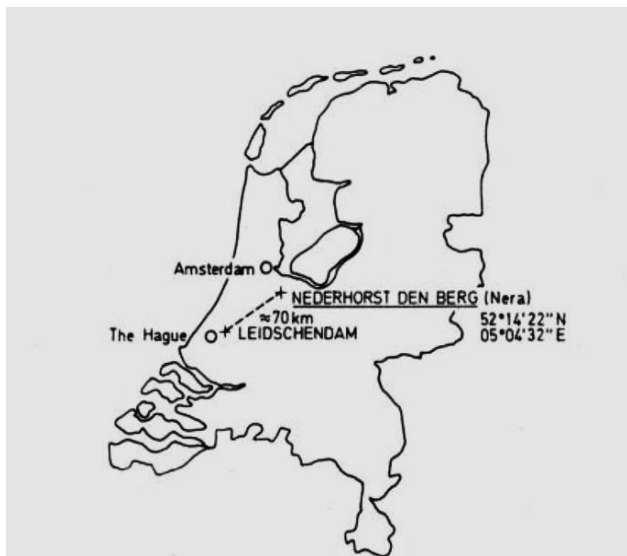 Amsterdam
NEDERHORST DEN BERG (Nera)
≈70km
52°14'22" N
The Hague
LEIDSCHENDAM
05°04'32" E